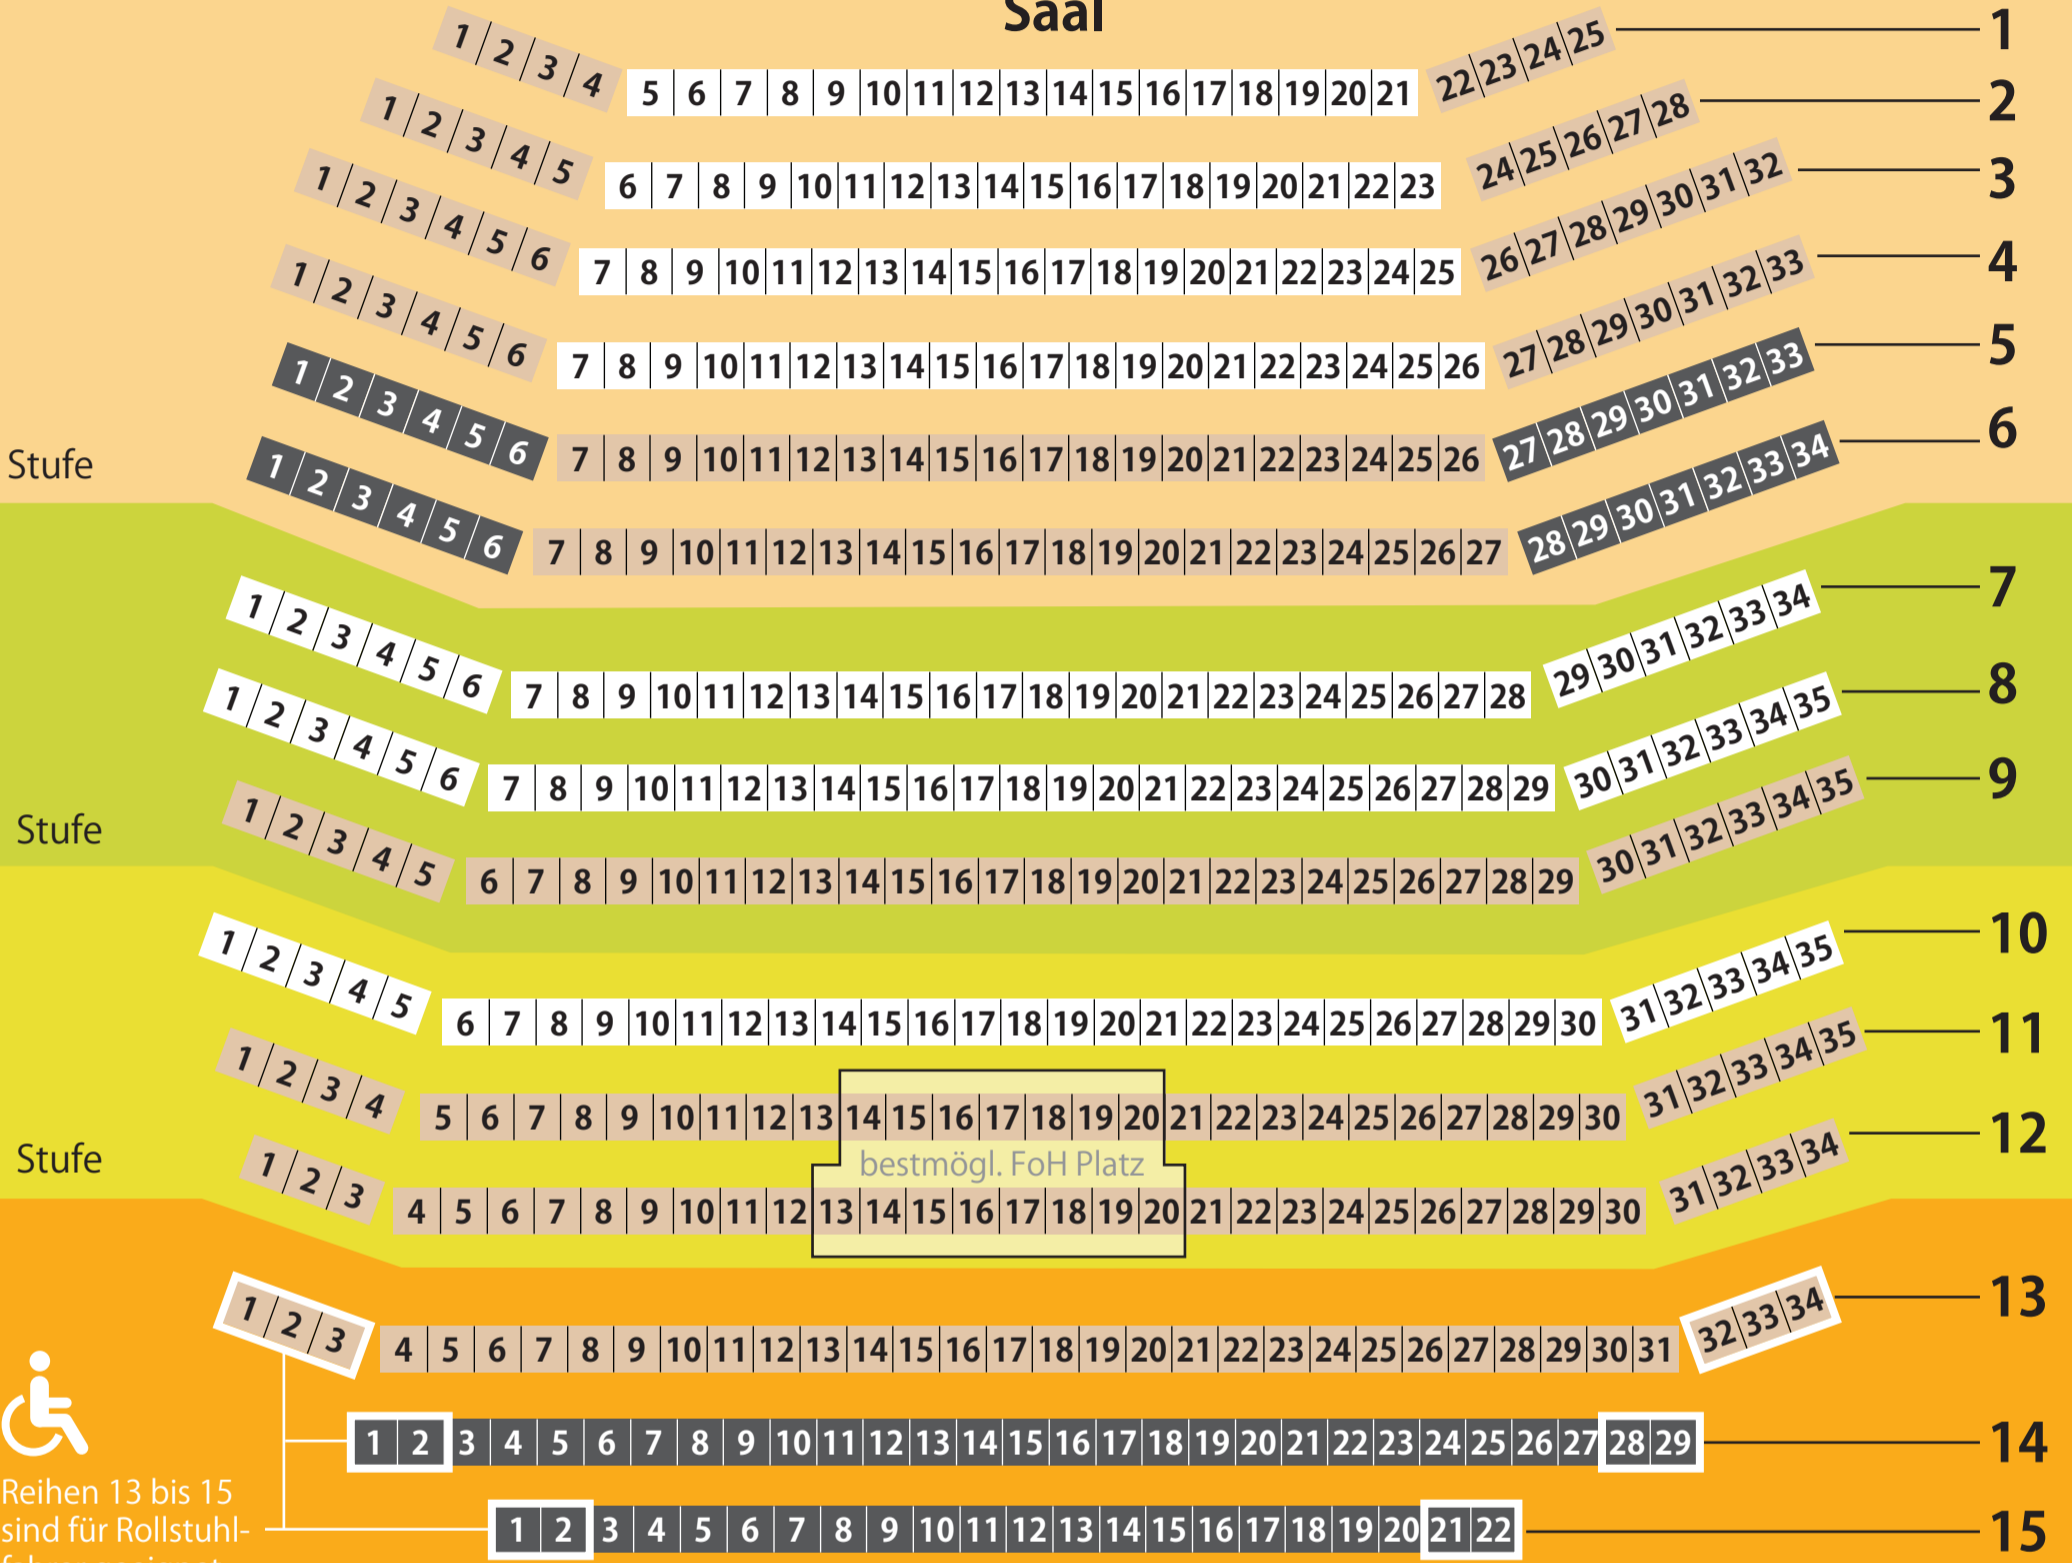 Saal
1 2 3 4 5 6 7 8 9 10 11 12 13 14 15 16 17 18 19 20 21 22 23 24 25 1
1 2 3 4 5 6 7 8 9 10 11 12 13 14 15 16 17 18 19 20 21 22 23 24 25 26 27 28 2
1 2 3 4 5 6 7 8 9 10 11 12 13 14 15 16 17 18 19 20 21 22 23 24 25 26 27 28 29 30 31 32 3
1 2 3 4 5 6 7 8 9 10 11 12 13 14 15 16 17 18 19 20 21 22 23 24 25 26 27 28 29 30 31 32 33 4
1 2 3 4 5 6 7 8 9 10 11 12 13 14 15 16 17 18 19 20 21 22 23 24 25 26 27 28 29 30 31 32 33 5
Stufe
1 2 3 4 5 6 7 8 9 10 11 12 13 14 15 16 17 18 19 20 21 22 23 24 25 26 27 28 29 30 31 32 33 34 6
1 2 3 4 5 6 7 8 9 10 11 12 13 14 15 16 17 18 19 20 21 22 23 24 25 26 27 28 29 30 31 32 33 34 7
1 2 3 4 5 6 7 8 9 10 11 12 13 14 15 16 17 18 19 20 21 22 23 24 25 26 27 28 29 30 31 32 33 34 35 8
Stufe
1 2 3 4 5 6 7 8 9 10 11 12 13 14 15 16 17 18 19 20 21 22 23 24 25 26 27 28 29 30 31 32 33 34 35 9
1 2 3 4 5 6 7 8 9 10 11 12 13 14 15 16 17 18 19 20 21 22 23 24 25 26 27 28 29 30 31 32 33 34 35 10
1 2 3 4 5 6 7 8 9 10 11 12 13 14 15 16 17 18 19 20 21 22 23 24 25 26 27 28 29 30 31 32 33 34 35 11
Stufe
bestmögl. FoH Platz
1 2 3 4 5 6 7 8 9 10 11 12 13 14 15 16 17 18 19 20 21 22 23 24 25 26 27 28 29 30 31 32 33 34 12
1 2 3 4 5 6 7 8 9 10 11 12 13 14 15 16 17 18 19 20 21 22 23 24 25 26 27 28 29 30 31 32 33 34 13
1 2 3 4 5 6 7 8 9 10 11 12 13 14 15 16 17 18 19 20 21 22 23 24 25 26 27 28 29 14
Reihen 13 bis 15
sind für Rollstuhl-
1 2 3 4 5 6 7 8 9 10 11 12 13 14 15 16 17 18 19 20 21 22 15